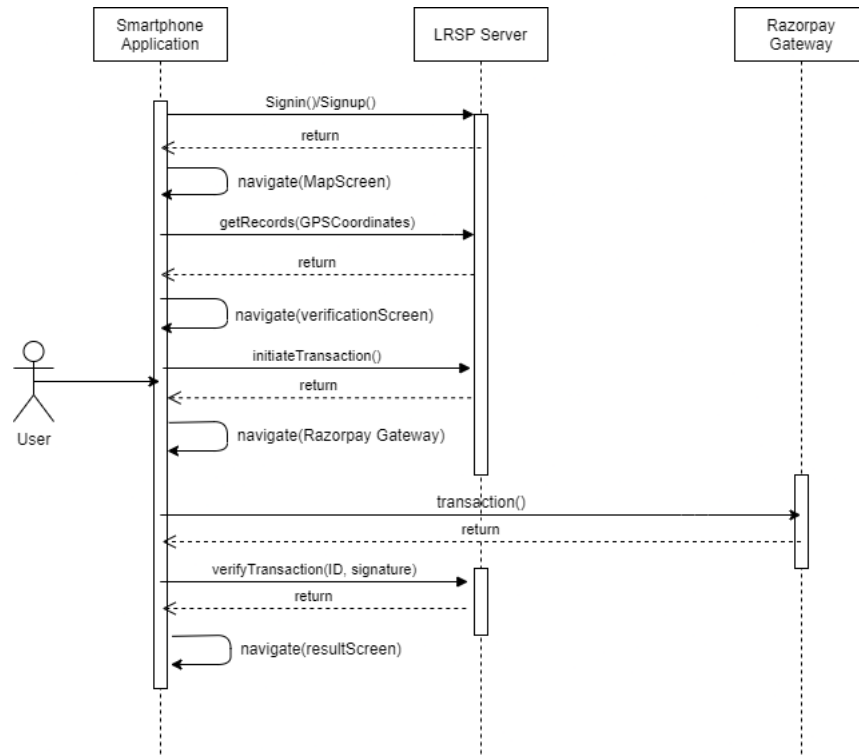 Smartphone
Application
LRSP Server
Razorpay
Gateway
Signin()/Signup()
return
navigate(MapScreen)
getRecords(GPSCoordinates)
return
navigate(verificationScreen)
initiateTransaction()
return
User
navigate(Razorpay Gateway)
transaction()
return
verifyTransaction(ID, signature)
return
navigate(resultScreen)